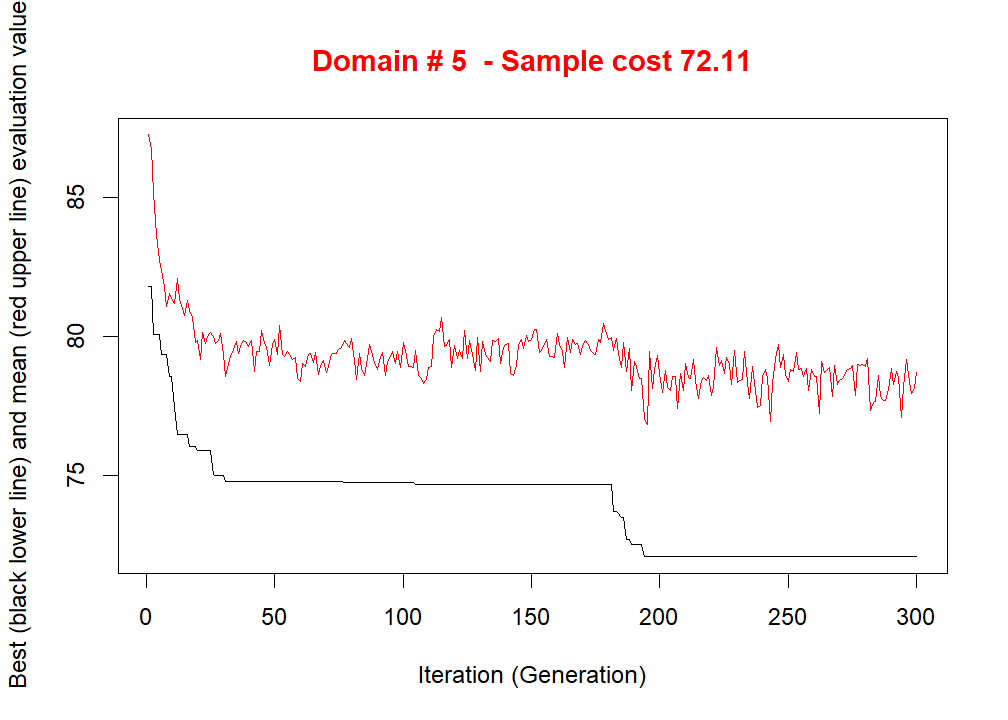 Domain # 5  - Sample cost 72.11
Best (black lower line) and mean (red upper line) evaluation value
85
80
75
0 50 100 150 200 250 300
Iteration (Generation)